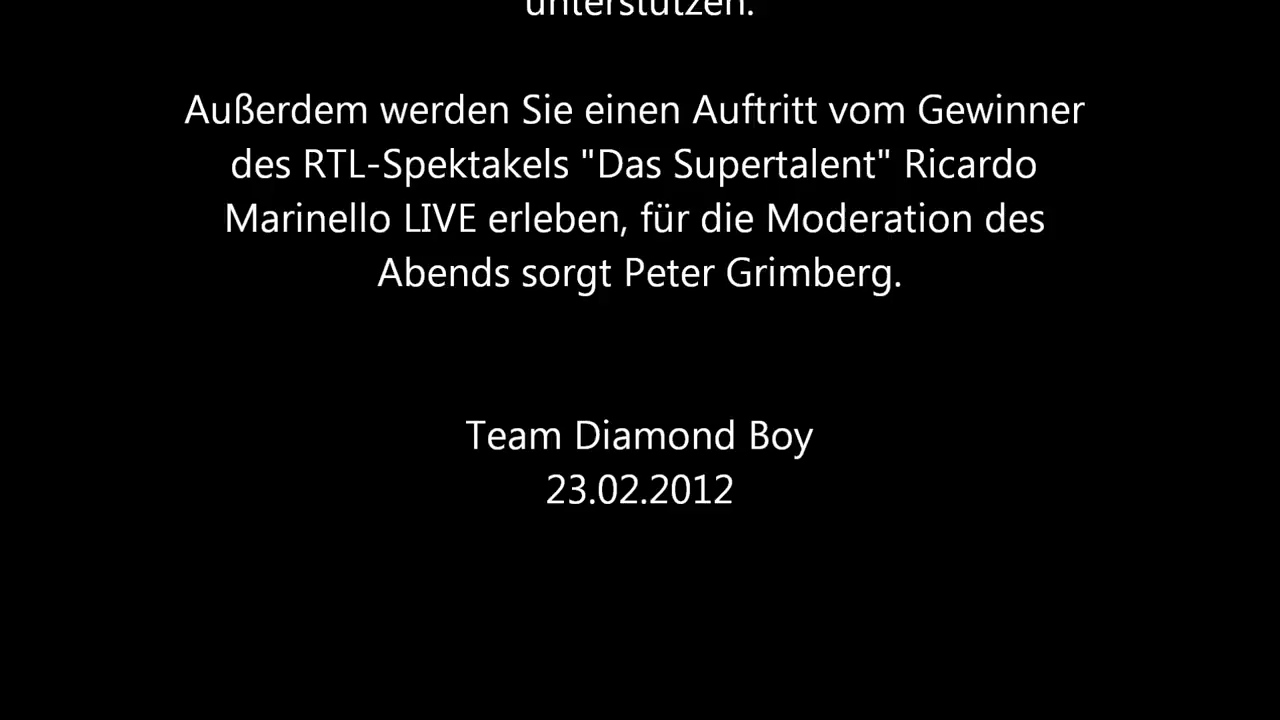 unterstützen.
Außerdem werden Sie einen Auftritt vom Gewinner
des RTL-Spektakels "Das Supertalent" Ricardo
Marinello LIVE erleben, für die Moderation des
Abends sorgt Peter Grimberg.
Team Diamond Boy
23.02.2012